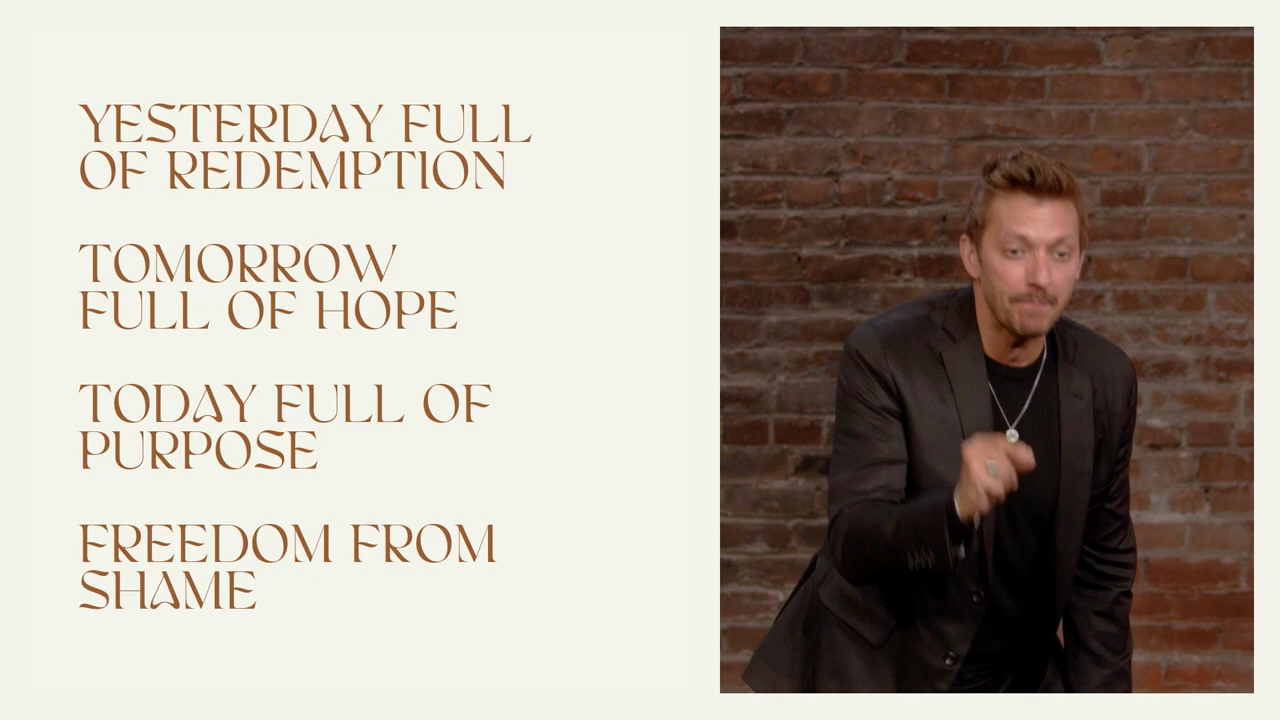 YESTERDAY FULL
OF REDEMPTION
TOMORROW
FULL OF HOPE
TODAY FULL OF
PURPOSE
FREEDOM FROM
SHAME